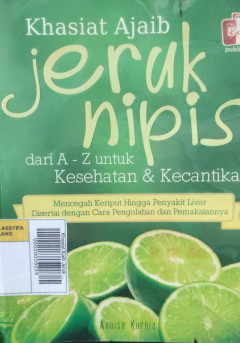 Khasiat Ajaib
jeruk
nipis
dari A - Z untuk
Kesehatan & Kecantika
Mencegah Keriput Hingga Penyakit Liver
Disertai dengan Cara Pengolahan dan Pemakaiannya
Annisa Kurnia